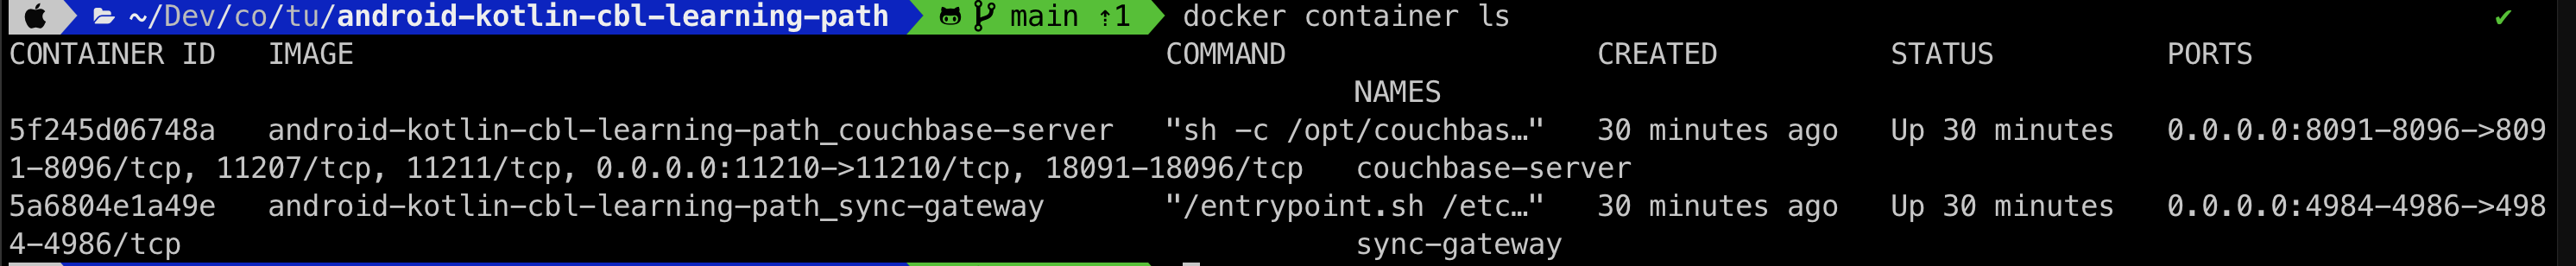 ~/Dev/co/tu/android-kotlin-cbl-learning-path main ⇡1 docker container ls ✔
CONTAINER ID IMAGE COMMAND CREATED STATUS PORTS
NAMES
5f245d06748a android-kotlin-cbl-learning-path_couchbase-server "sh -c /opt/couchbas…" 30 minutes ago Up 30 minutes 0.0.0.0:8091-8096->809
1-8096/tcp, 11207/tcp, 11211/tcp, 0.0.0.0:11210->11210/tcp, 18091-18096/tcp couchbase-server
5a6804e1a49e android-kotlin-cbl-learning-path_sync-gateway "/entrypoint.sh /etc…" 30 minutes ago Up 30 minutes 0.0.0.0:4984-4986->498
4-4986/tcp sync-gateway